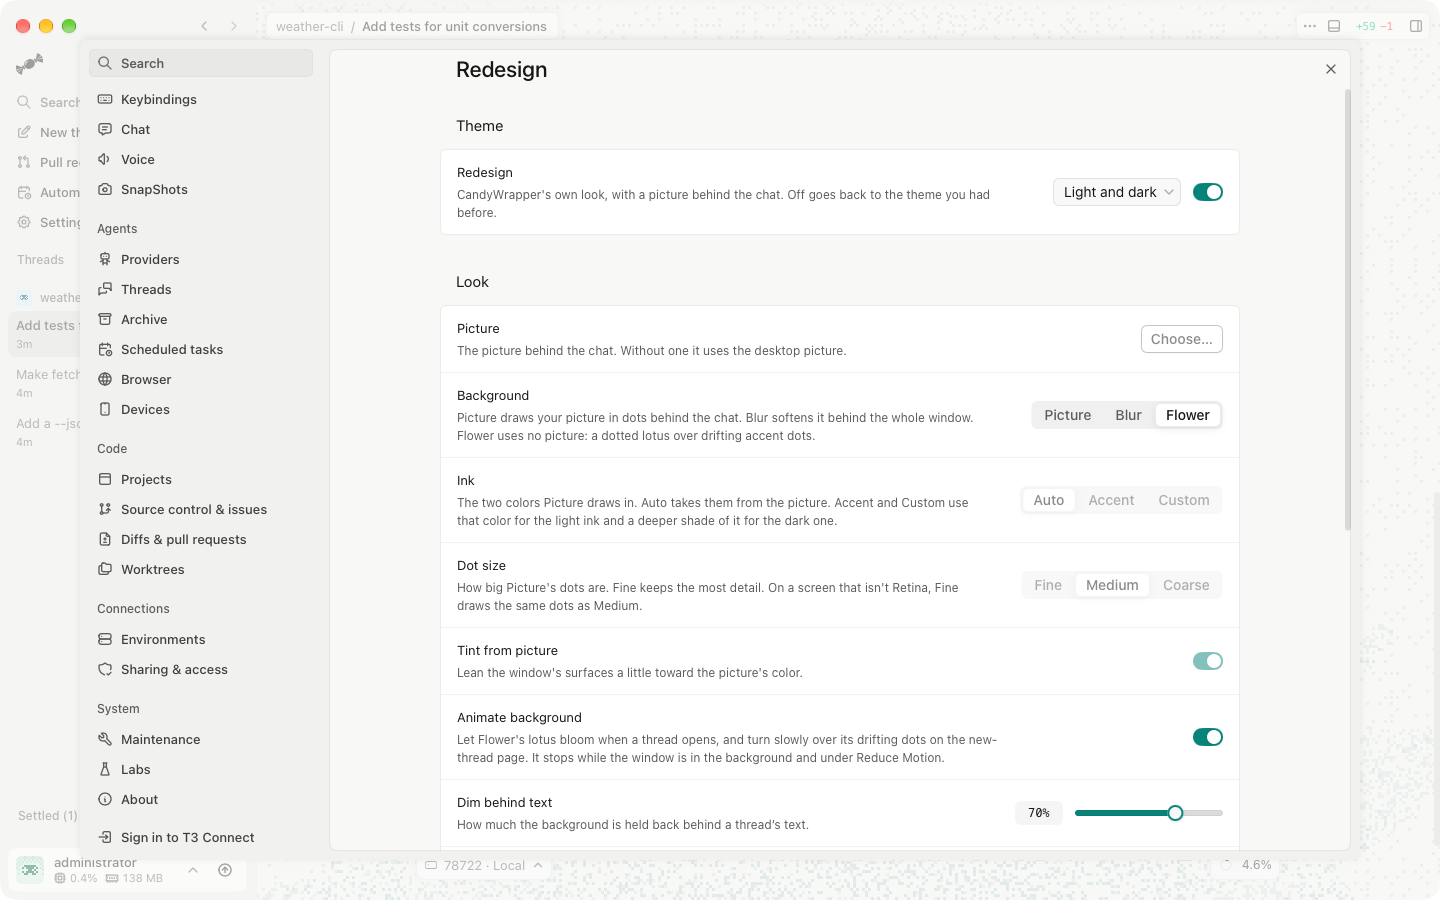 weather-cli / Add tests for unit conversions
+59 −1
Search
New th
Pull re
Autom
Setting
Threads
weathe
Add tests f
3m
Make fetch
4m
Add a --jso
4m
Settled (1)
administrator
0.4% 138 MB
Search
Keybindings
Chat
Voice
SnapShots
Agents
Providers
Threads
Archive
Scheduled tasks
Browser
Devices
Code
Projects
Source control & issues
Diffs & pull requests
Worktrees
Connections
Environments
Sharing & access
System
Maintenance
Labs
About
Sign in to T3 Connect
Redesign
Theme
Redesign
CandyWrapper's own look, with a picture behind the chat. Off goes back to the theme you had
before.
Light and dark
Look
Picture
The picture behind the chat. Without one it uses the desktop picture.
Choose...
Background
Picture draws your picture in dots behind the chat. Blur softens it behind the whole window.
Flower uses no picture: a dotted lotus over drifting accent dots.
Picture Blur Flower
Ink
The two colors Picture draws in. Auto takes them from the picture. Accent and Custom use
that color for the light ink and a deeper shade of it for the dark one.
Auto Accent Custom
Dot size
How big Picture's dots are. Fine keeps the most detail. On a screen that isn't Retina, Fine
draws the same dots as Medium.
Fine Medium Coarse
Tint from picture
Lean the window's surfaces a little toward the picture's color.
Animate background
Let Flower's lotus bloom when a thread opens, and turn slowly over its drifting dots on the new-
thread page. It stops while the window is in the background and under Reduce Motion.
Dim behind text
How much the background is held back behind a thread’s text.
70%
78722 · Local
4.6%